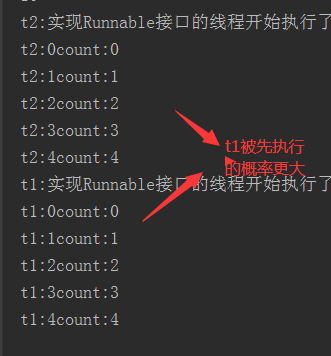 t2:实现Runnable接口的线程开始执行了
t2:0count:0
t2:1count:1
t2:2count:2
t2:3count:3
t2:4count:4
t1:实现Runnable接口的线程开始执行了
t1:0count:0
t1:1count:1
t1:2count:2
t1:3count:3
t1:4count:4
t1被先执行
的概率更大